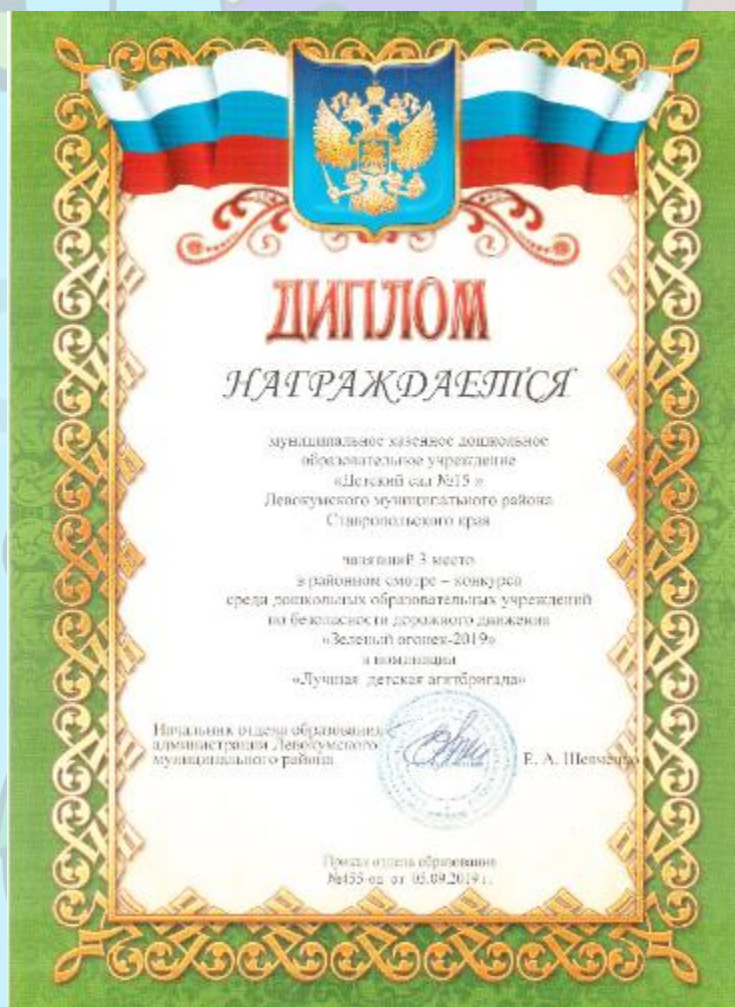 ДИПЛОМ
НАГРАЖДАЕТСЯ
муниципальное казенное дошкольное
образовательное учреждение
«Детский сад №15 »
Левокумского муниципального района
Ставропольского края
занявший 3 место
в районном смотре – конкурсе
среди дошкольных образовательных учреждений
по безопасности дорожного движения
«Зеленый огонек-2019»
в номинации
«Лучшая детская агитбригада»
Начальник отдела образования
администрации Левокумского
муниципального района
Е. А. Шевченко
Приказ отдела образование
№455-од от 05.09.2019 г.